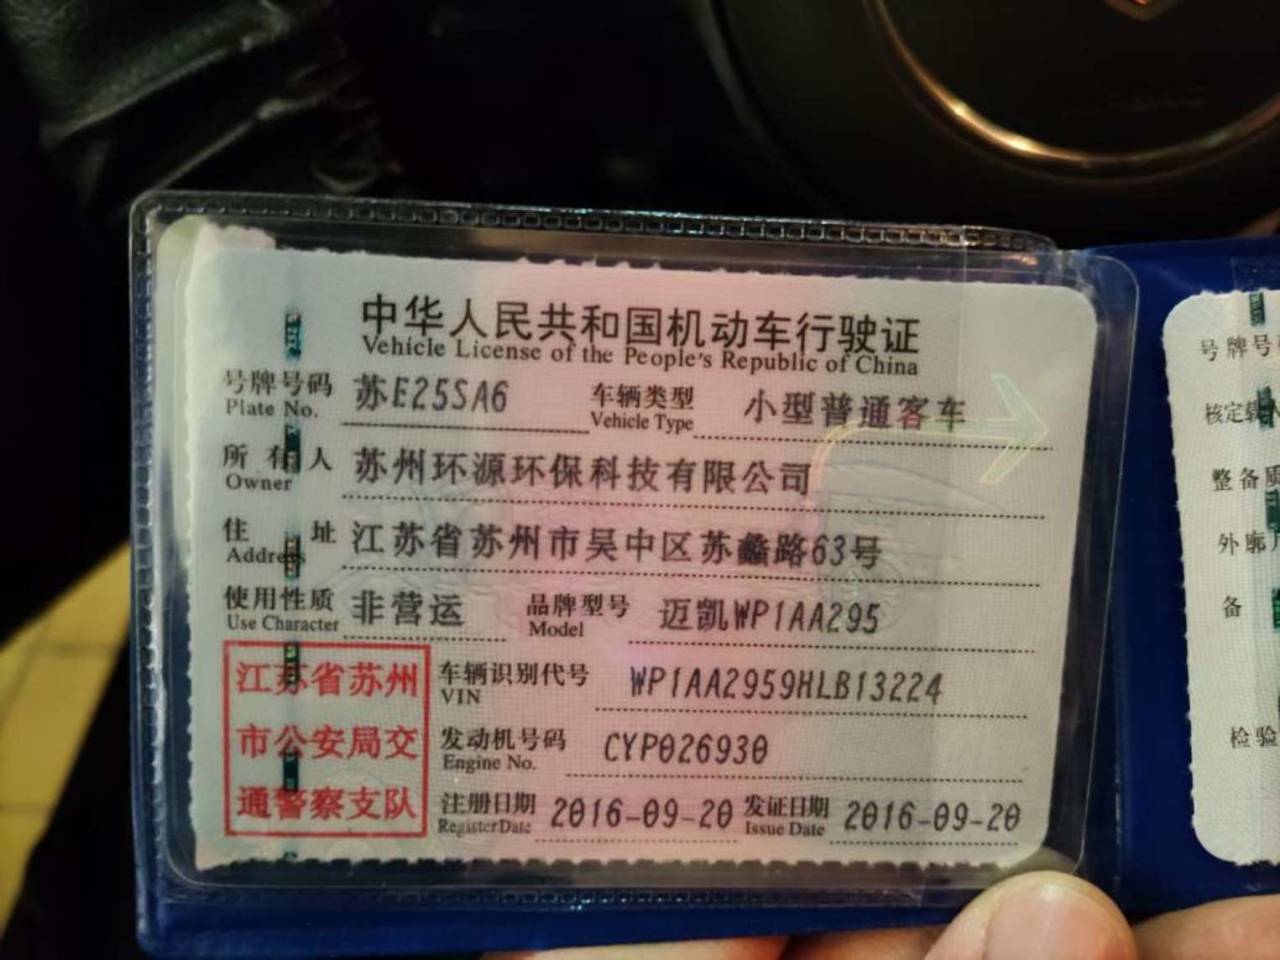 中华人民共和国机动车行驶证
Vehicle License of the People's Republic of China
号牌号码 苏E25SA6 车辆类型 小型普通客车
Plate No. Vehicle Type
所有人 苏州环源环保科技有限公司
Owner
住址 江苏省苏州市吴中区苏蠡路63号
Address
使用性质 非营运 品牌型号 迈凯WP1AA295
Use Character Model
江苏省苏州
市公安局交
通警察支队
车辆识别代号 WP1AA2959HLB13224
VIN
发动机号码 CYP026930
Engine No.
注册日期 2016-09-20 发证日期 2016-09-20
Register Date Issue Date
号牌号
核定载
整备质
外廓
备
检验